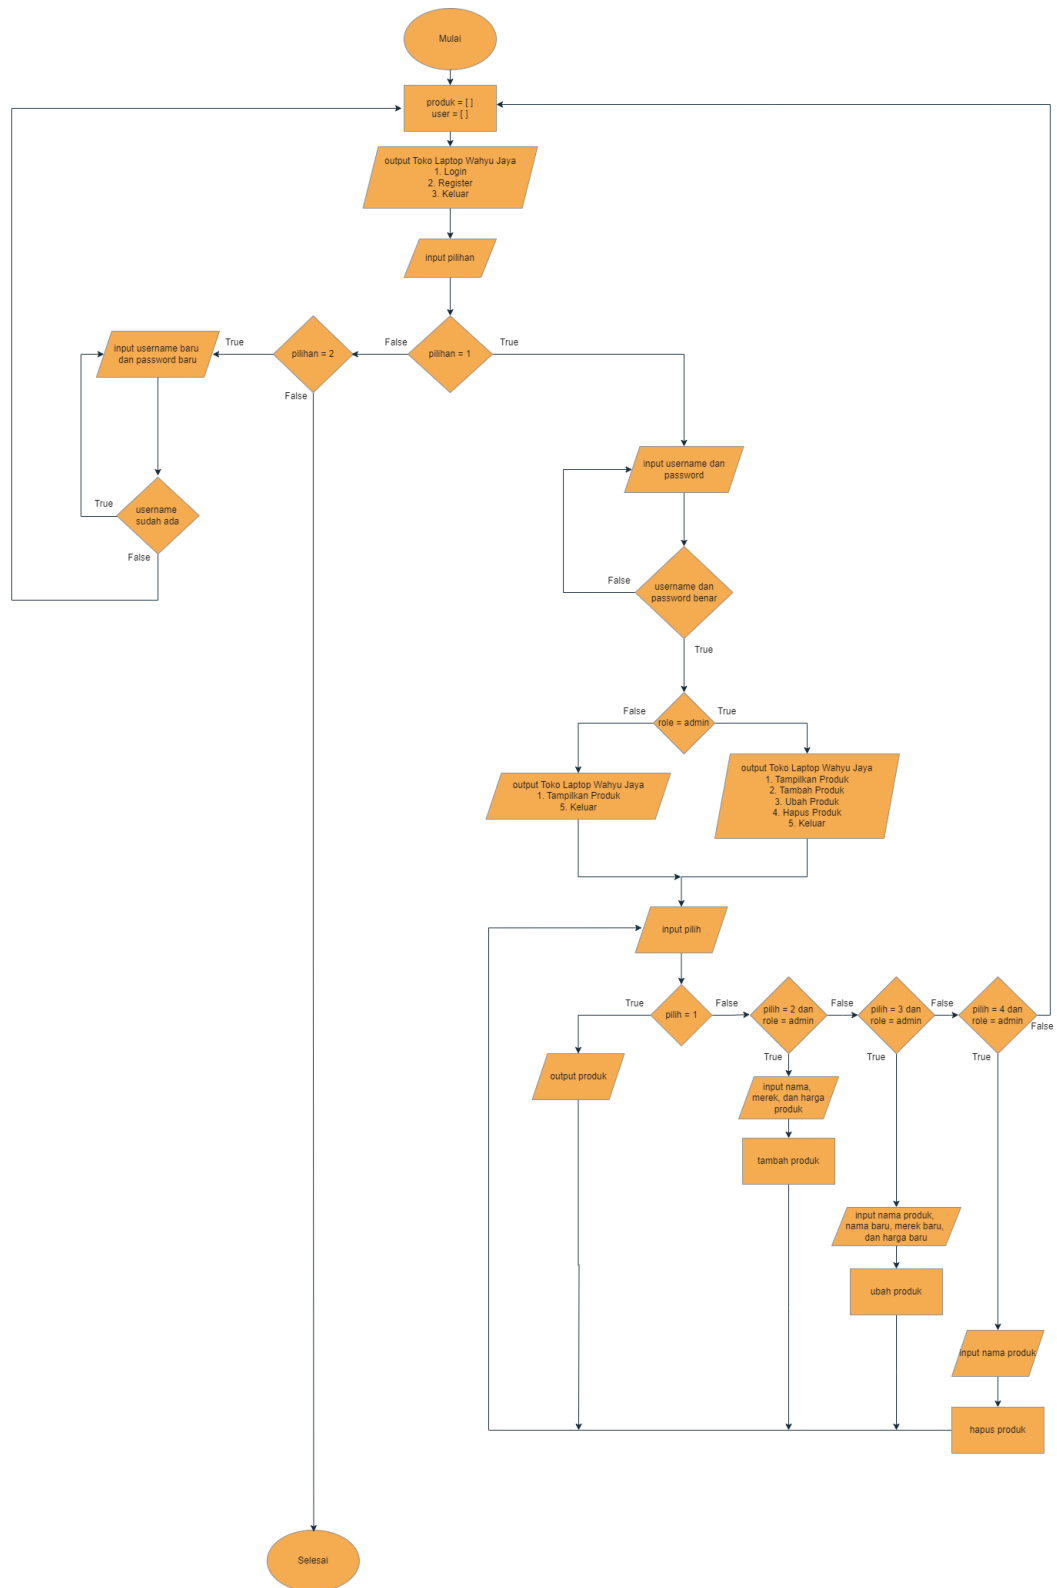 Mulai
produk = [ ]
user = [ ]
output Toko Laptop Wahyu Jaya
1. Login
2. Register
3. Keluar
input pilihan
pilihan = 1
False
True
pilihan = 2
True
False
input username baru
dan password baru
username
sudah ada
True
False
input username dan
password
username dan
password benar
False
True
role = admin
False
True
output Toko Laptop Wahyu Jaya
1. Tampilkan Produk
5. Keluar
output Toko Laptop Wahyu Jaya
1. Tampilkan Produk
2. Tambah Produk
3. Ubah Produk
4. Hapus Produk
5. Keluar
input pilih
pilih = 1
True
False
pilih = 2 dan
role = admin
False
True
pilih = 3 dan
role = admin
False
True
pilih = 4 dan
role = admin
False
True
output produk
input nama,
merek, dan harga
produk
tambah produk
input nama produk,
nama baru, merek baru,
dan harga baru
ubah produk
input nama produk
hapus produk
Selesai